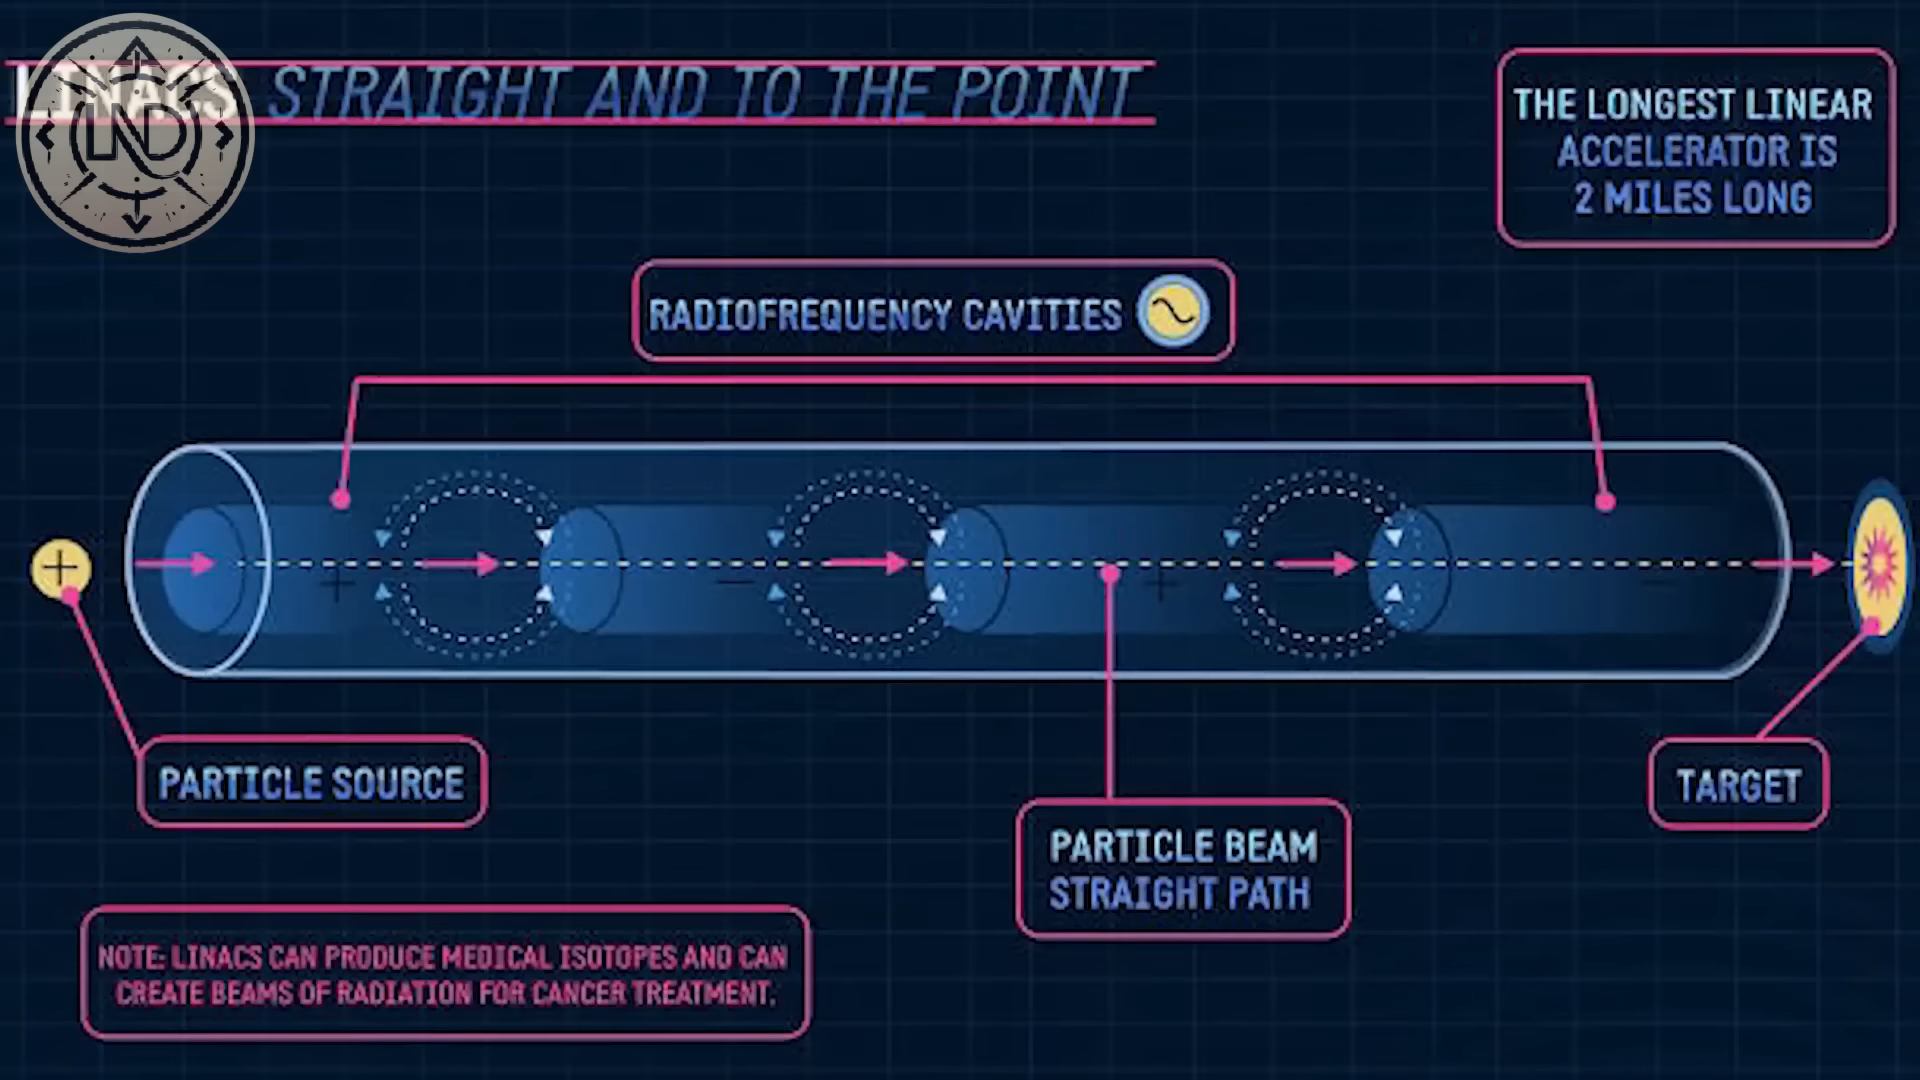 LINACS STRAIGHT AND TO THE POINT
THE LONGEST LINEAR
ACCELERATOR IS
2 MILES LONG
RADIOFREQUENCY CAVITIES
+
+
−
+
−
PARTICLE SOURCE
PARTICLE BEAM
STRAIGHT PATH
TARGET
NOTE: LINACS CAN PRODUCE MEDICAL ISOTOPES AND CAN
CREATE BEAMS OF RADIATION FOR CANCER TREATMENT.